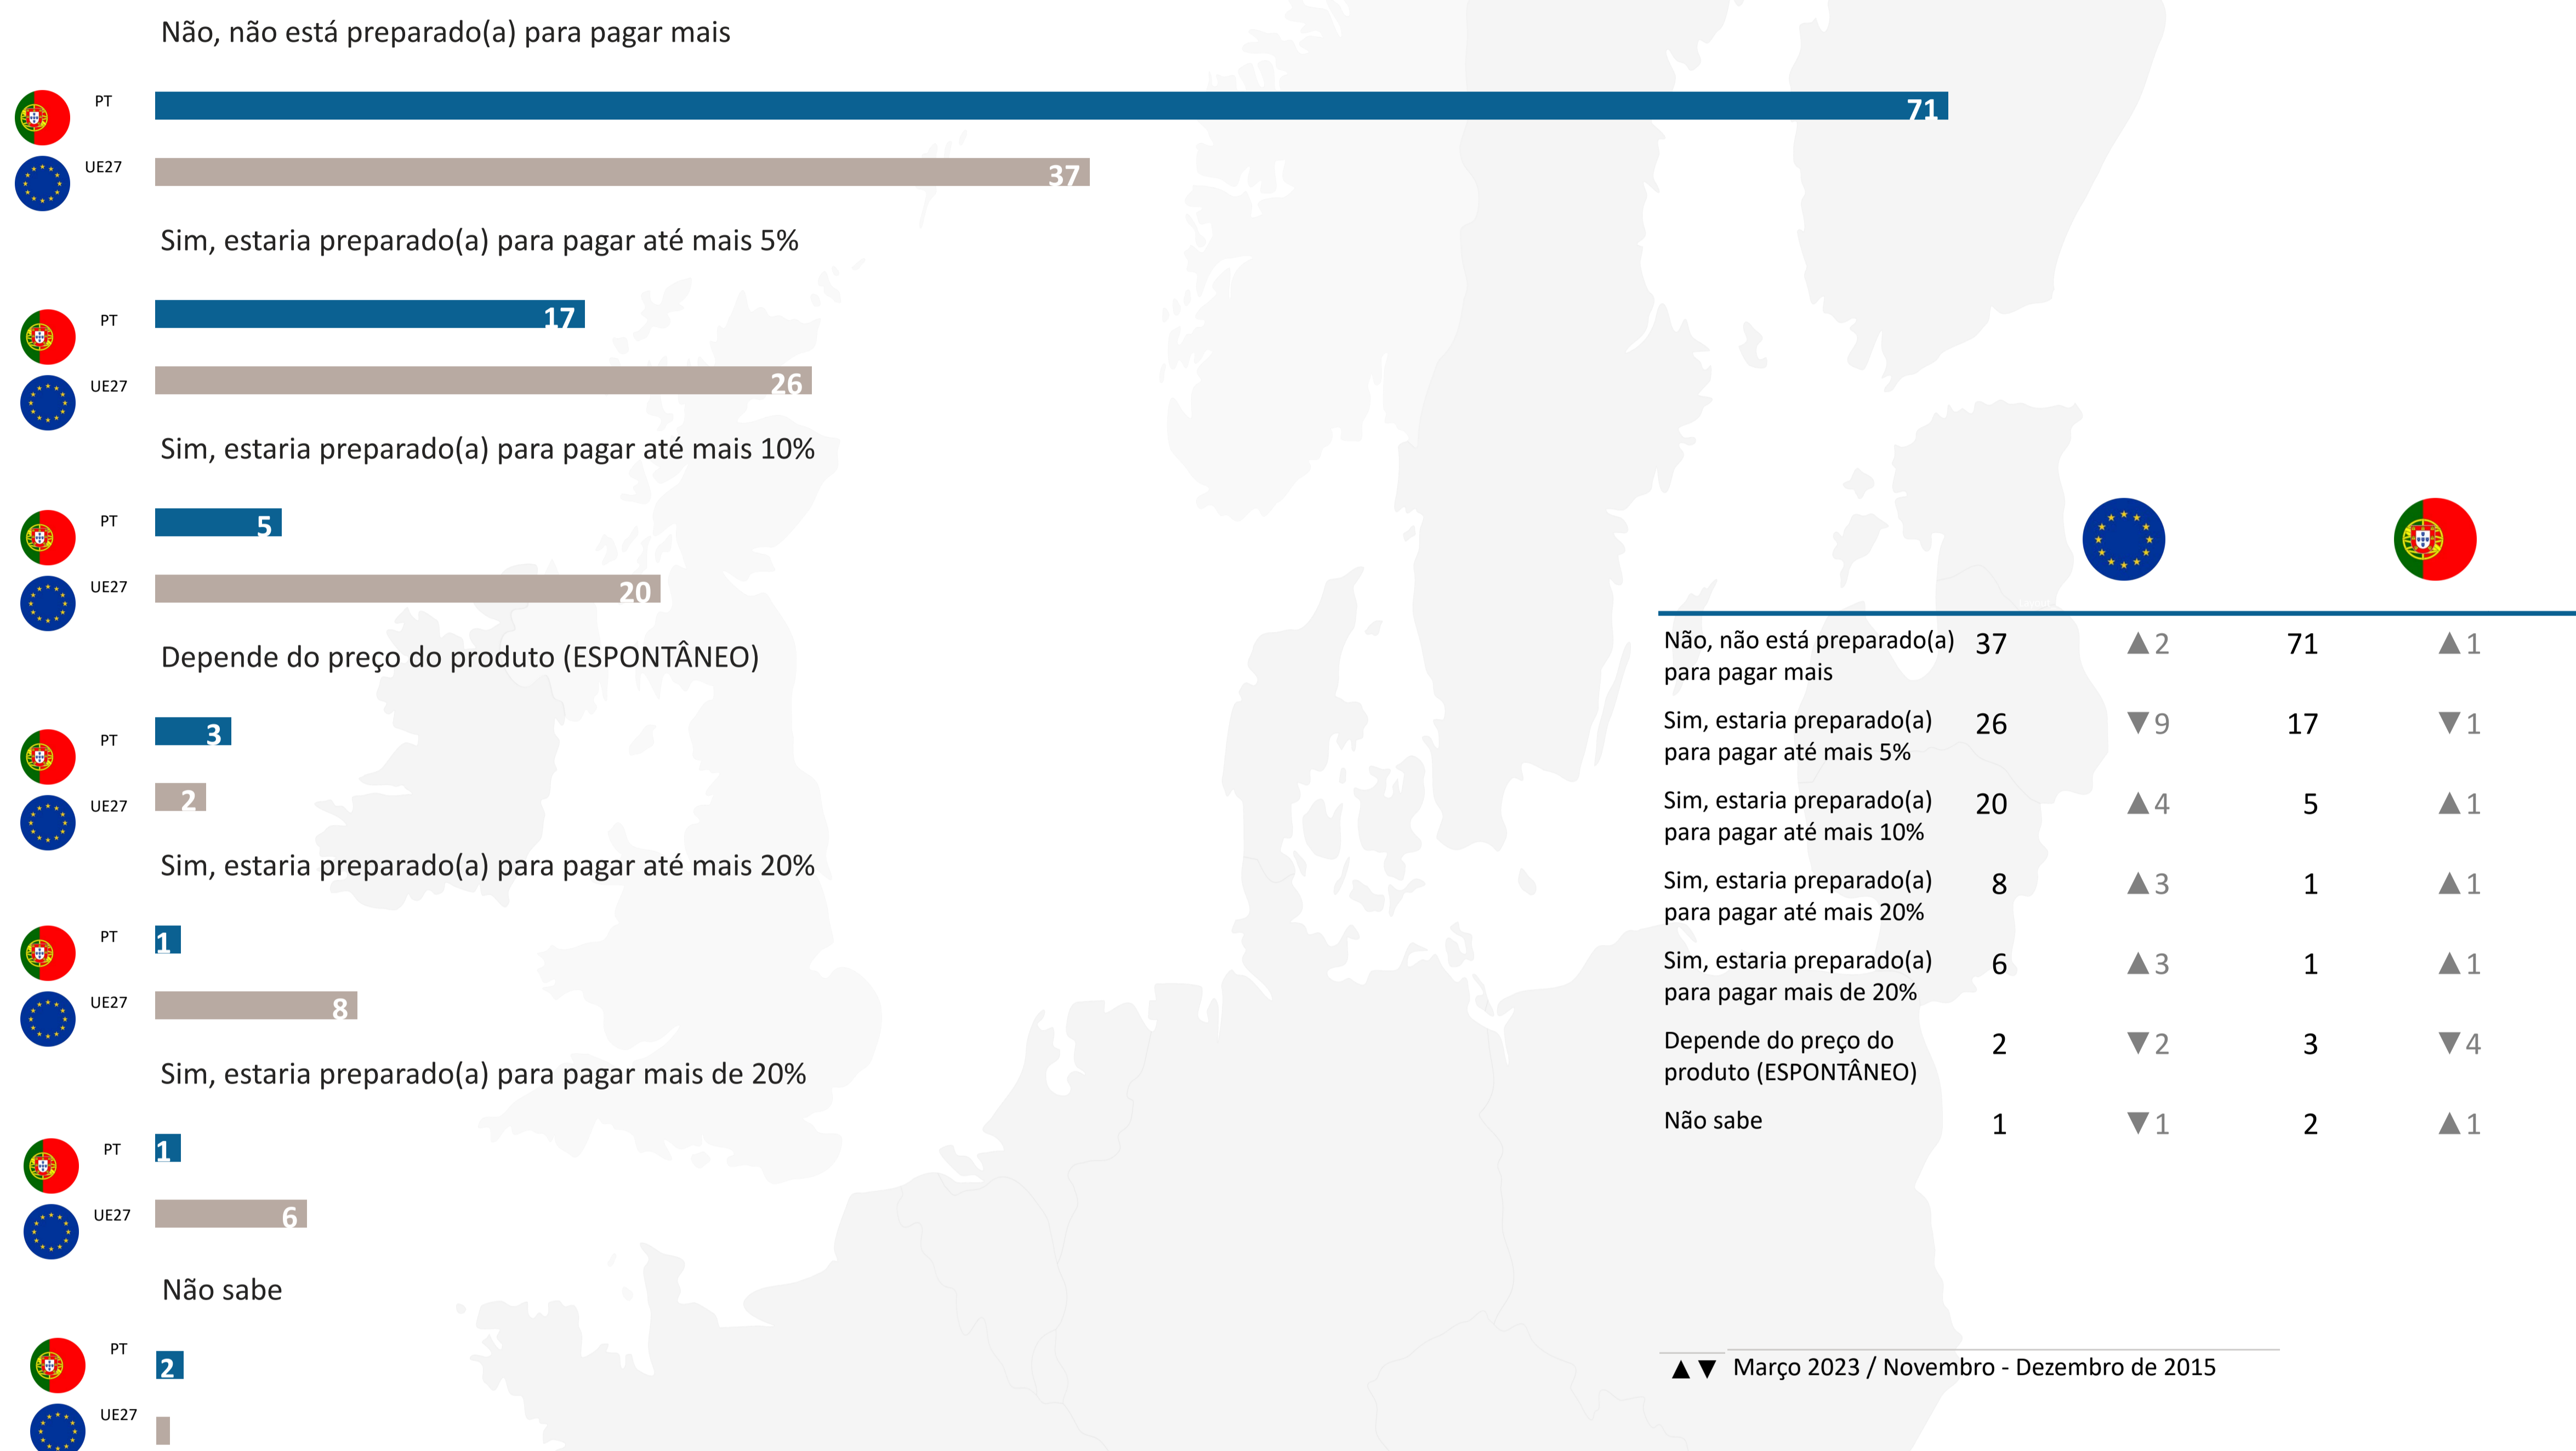 Não, não está preparado(a) para pagar mais
PT
71
UE27
37
Sim, estaria preparado(a) para pagar até mais 5%
PT
17
UE27
26
Sim, estaria preparado(a) para pagar até mais 10%
PT
5
UE27
20
Depende do preço do produto (ESPONTÂNEO)
PT
3
UE27
2
Sim, estaria preparado(a) para pagar até mais 20%
PT
1
UE27
8
Sim, estaria preparado(a) para pagar mais de 20%
PT
1
UE27
6
Não sabe
PT
2
UE27
Não, não está preparado(a) 37 ▲2 71 ▲1
para pagar mais
Sim, estaria preparado(a) 26 ▼9 17 ▼1
para pagar até mais 5%
Sim, estaria preparado(a) 20 ▲4 5 ▲1
para pagar até mais 10%
Sim, estaria preparado(a) 8 ▲3 1 ▲1
para pagar até mais 20%
Sim, estaria preparado(a) 6 ▲3 1 ▲1
para pagar mais de 20%
Depende do preço do 2 ▼2 3 ▼4
produto (ESPONTÂNEO)
Não sabe 1 ▼1 2 ▲1
▲▼ Março 2023 / Novembro - Dezembro de 2015